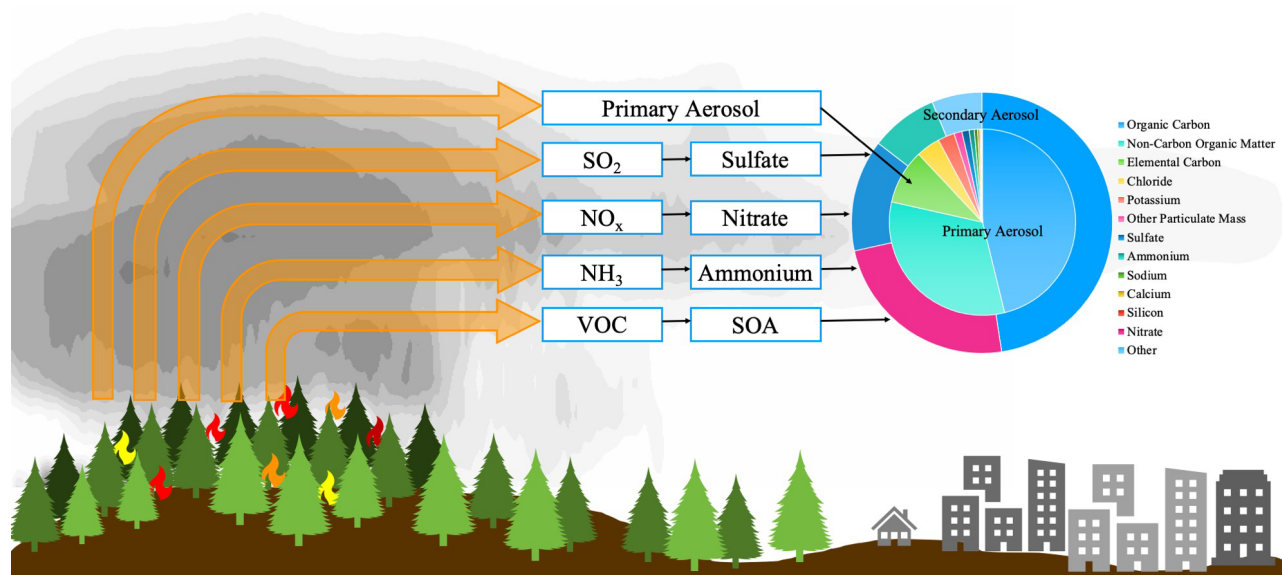 Primary Aerosol
SO₂
Sulfate
NOₓ
Nitrate
NH₃
Ammonium
VOC
SOA
Secondary Aerosol
Primary Aerosol
Organic Carbon
Non-Carbon Organic Matter
Elemental Carbon
Chloride
Potassium
Other Particulate Mass
Sulfate
Ammonium
Sodium
Calcium
Silicon
Nitrate
Other